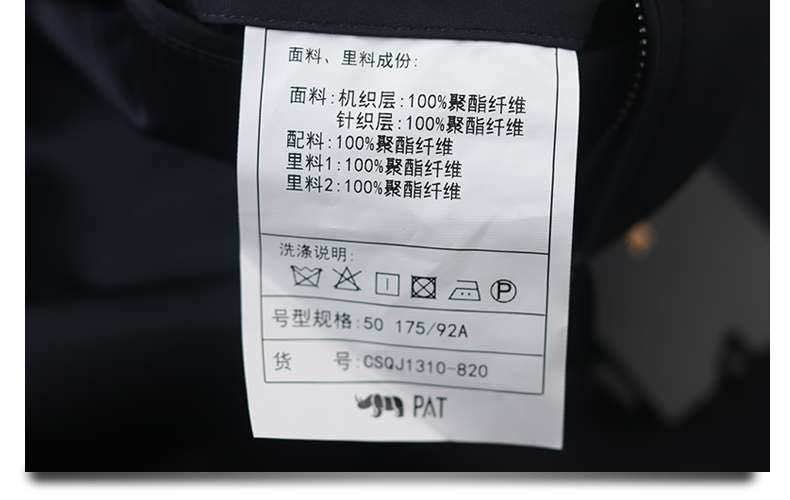 面料、里料成份:
面料:机织层:100%聚酯纤维
针织层:100%聚酯纤维
配料:100%聚酯纤维
里料1:100%聚酯纤维
里料2:100%聚酯纤维
洗涤说明:
P
号型规格:50 175/92A
货 号:CSQJ1310-820
PAT